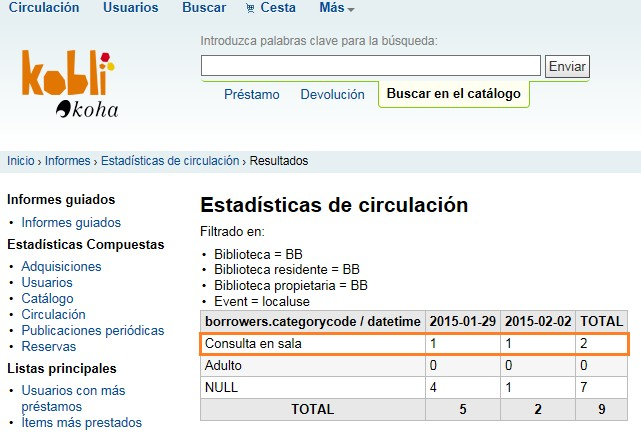 Circulación Usuarios Buscar Cesta Más
Introduzca palabras clave para la búsqueda:
kobli
koha
Enviar
Préstamo Devolución Buscar en el catálogo
Inicio › Informes › Estadísticas de circulación › Resultados
Informes guiados
• Informes guiados
Estadísticas Compuestas
• Adquisiciones
• Usuarios
• Catálogo
• Circulación
• Publicaciones periódicas
• Reservas
Listas principales
• Usuarios con más
préstamos
• Ítems más prestados
Estadísticas de circulación
Filtrado en:
• Biblioteca = BB
• Biblioteca residente = BB
• Biblioteca propietaria = BB
• Event = localuse
borrowers.categorycode / datetime 2015-01-29 2015-02-02 TOTAL
Consulta en sala 1 1 2
Adulto 0 0 0
NULL 4 1 7
TOTAL 5 2 9